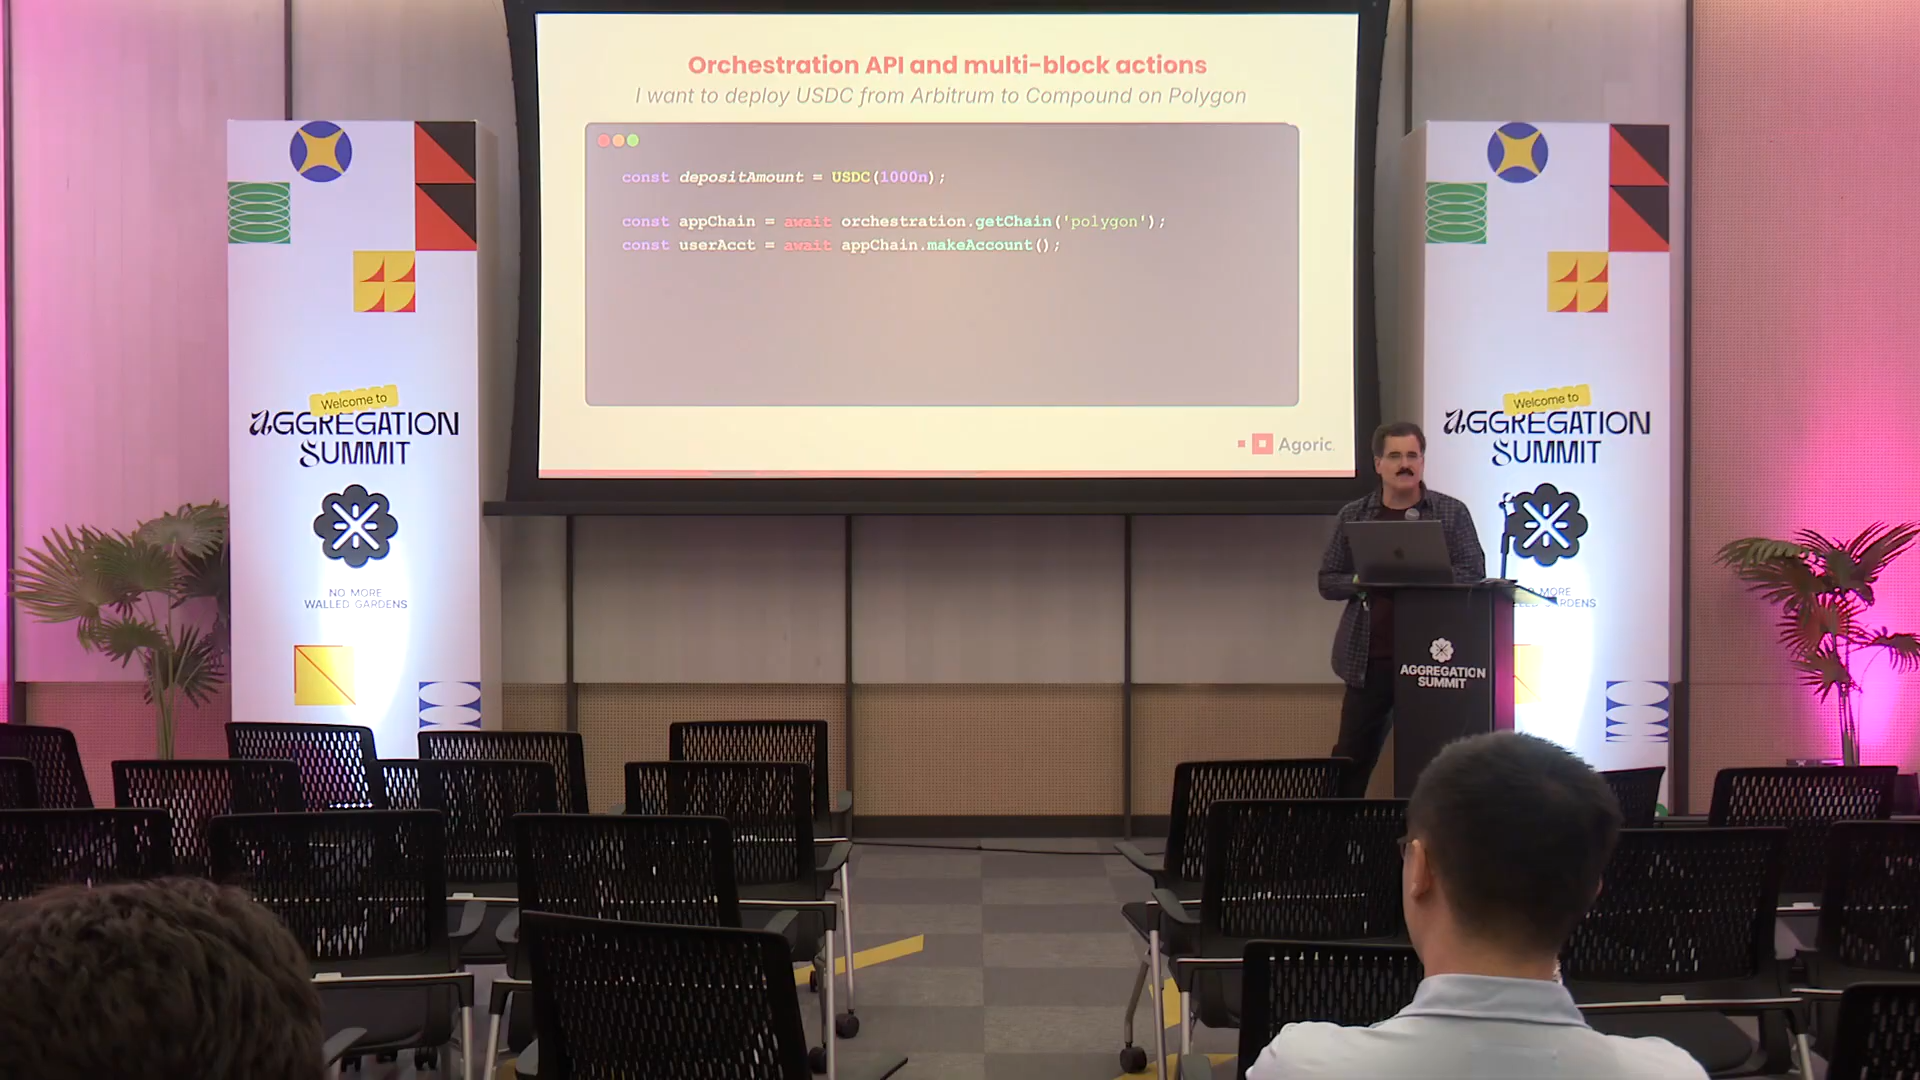 Orchestration API and multi-block actions
I want to deploy USDC from Arbitrum to Compound on Polygon
const depositAmount = USDC(1000n);
const appChain = await orchestration.getChain('polygon');
const userAcct = await appChain.makeAccount();
Agoric
Welcome to
AGGREGATION
SUMMIT
NO MORE
WALLED GARDENS
Welcome to
AGGREGATION
SUMMIT
MORE
GARDENS
AGGREGATION
SUMMIT